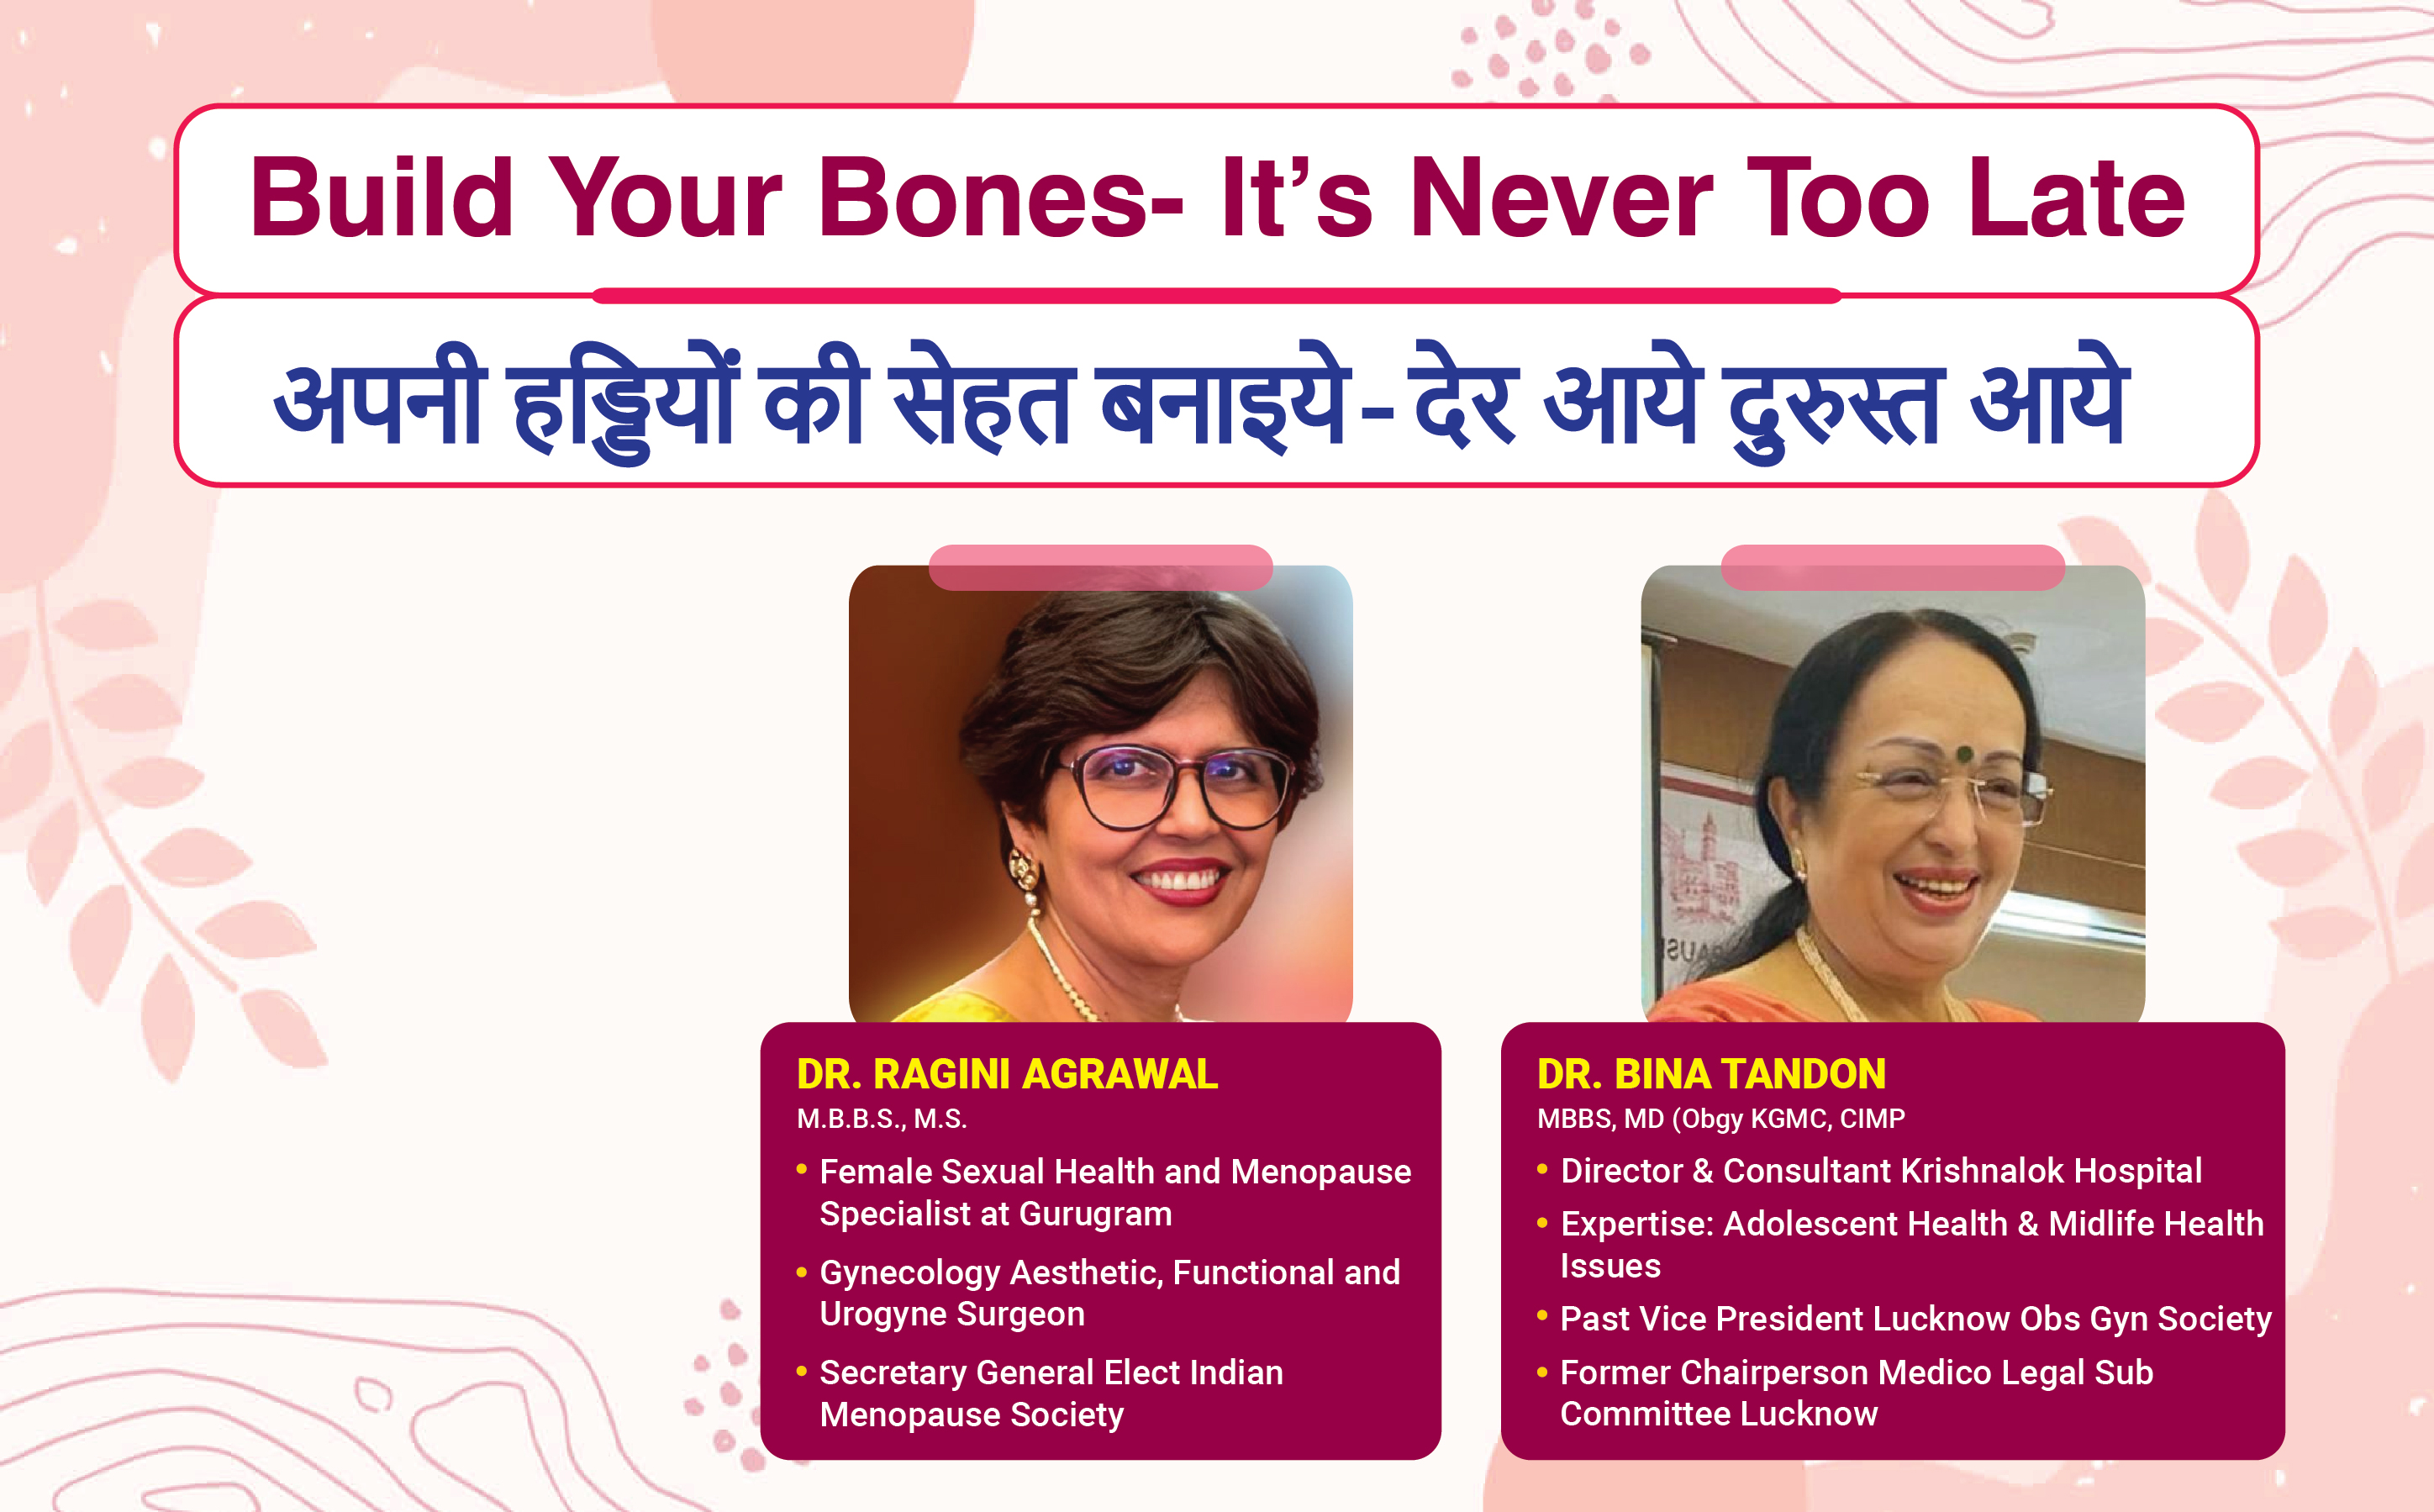 Build Your Bones- It’s Never Too Late
अपनी हड्डियों की सेहत बनाइये- देर आये दुरुस्त आये
DR. RAGINI AGRAWAL
M.B.B.S., M.S.
• Female Sexual Health and Menopause
Specialist at Gurugram
• Gynecology Aesthetic, Functional and
Urogyne Surgeon
• Secretary General Elect Indian
Menopause Society
DR. BINA TANDON
MBBS, MD (Obgy KGMC, CIMP
• Director & Consultant Krishnalok Hospital
• Expertise: Adolescent Health & Midlife Health
Issues
• Past Vice President Lucknow Obs Gyn Society
• Former Chairperson Medico Legal Sub
Committee Lucknow